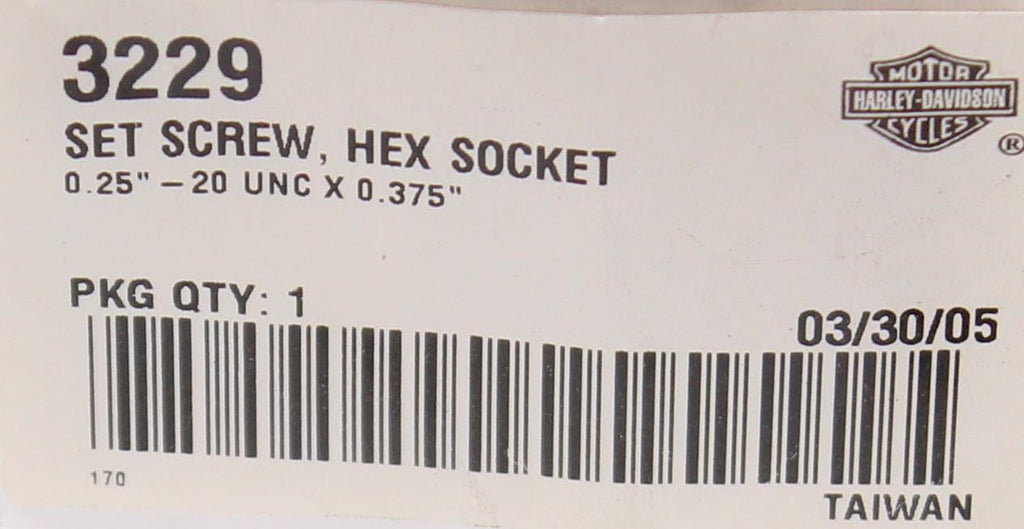 3229
MOTOR
HARLEY-DAVIDSON
CYCLES
®
SET SCREW, HEX SOCKET
0.25" – 20 UNC X 0.375"
PKG QTY: 1
03/30/05
170
TAIWAN